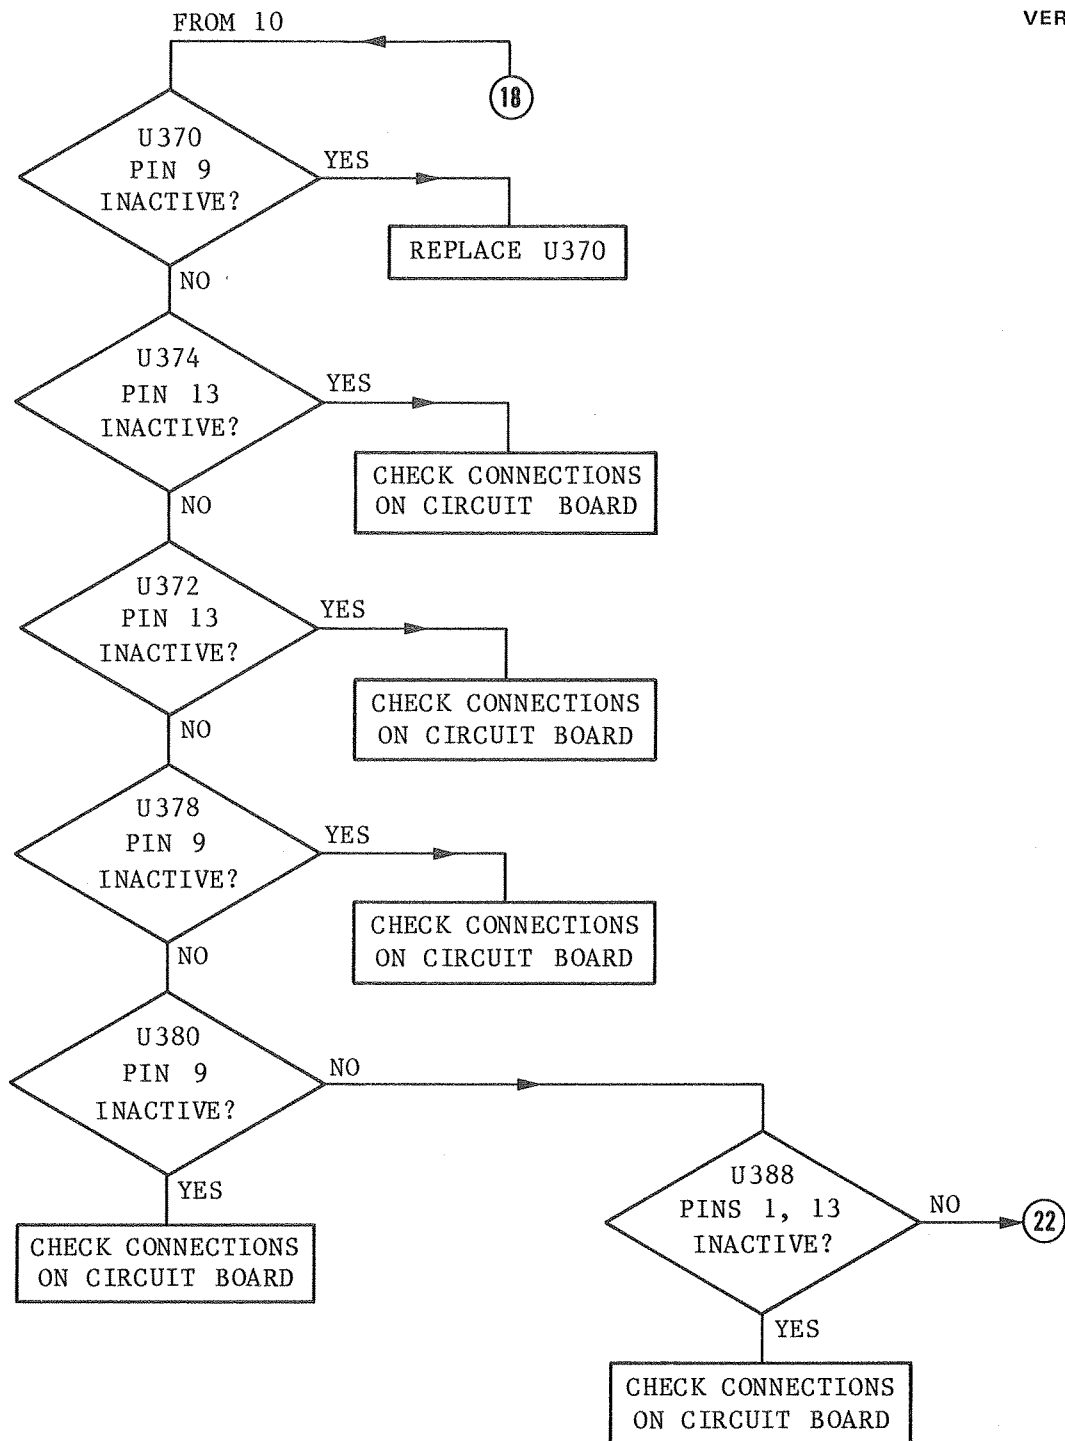 FROM 10
VER
18
U370
PIN 9
INACTIVE?
YES
REPLACE U370
NO
U374
PIN 13
INACTIVE?
YES
CHECK CONNECTIONS
ON CIRCUIT BOARD
NO
U372
PIN 13
INACTIVE?
YES
CHECK CONNECTIONS
ON CIRCUIT BOARD
NO
U378
PIN 9
INACTIVE?
YES
CHECK CONNECTIONS
ON CIRCUIT BOARD
NO
U380
PIN 9
INACTIVE?
NO
YES
CHECK CONNECTIONS
ON CIRCUIT BOARD
U388
PINS 1, 13
INACTIVE?
NO
22
YES
CHECK CONNECTIONS
ON CIRCUIT BOARD